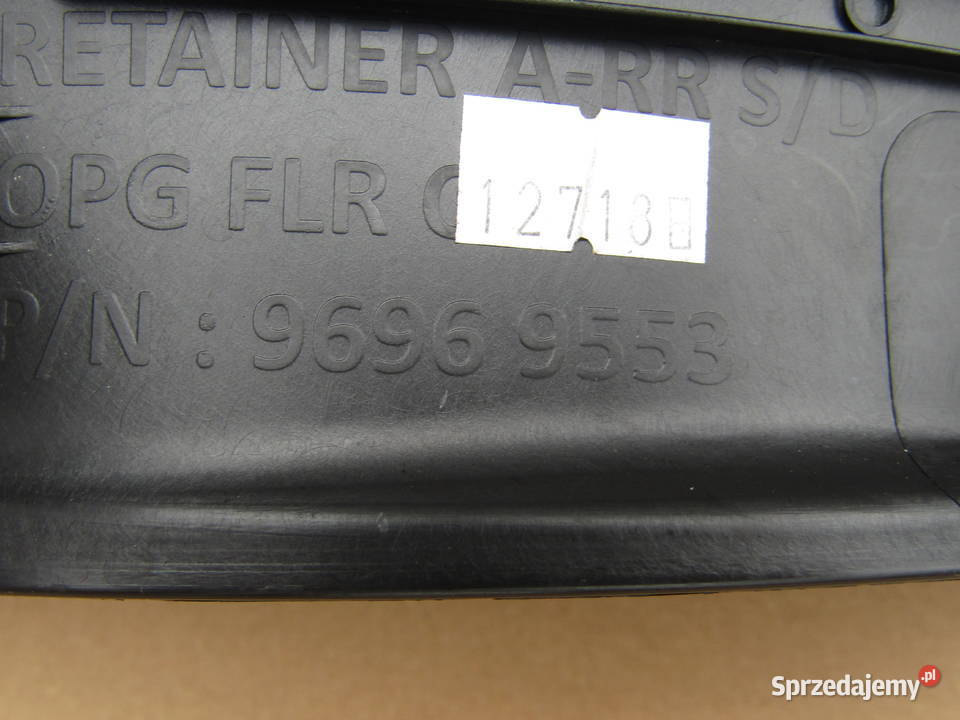 RETAINER A-RR S/D
OPG FLR
12718
P/N : 9696 9553
Sprzedajemy.pl